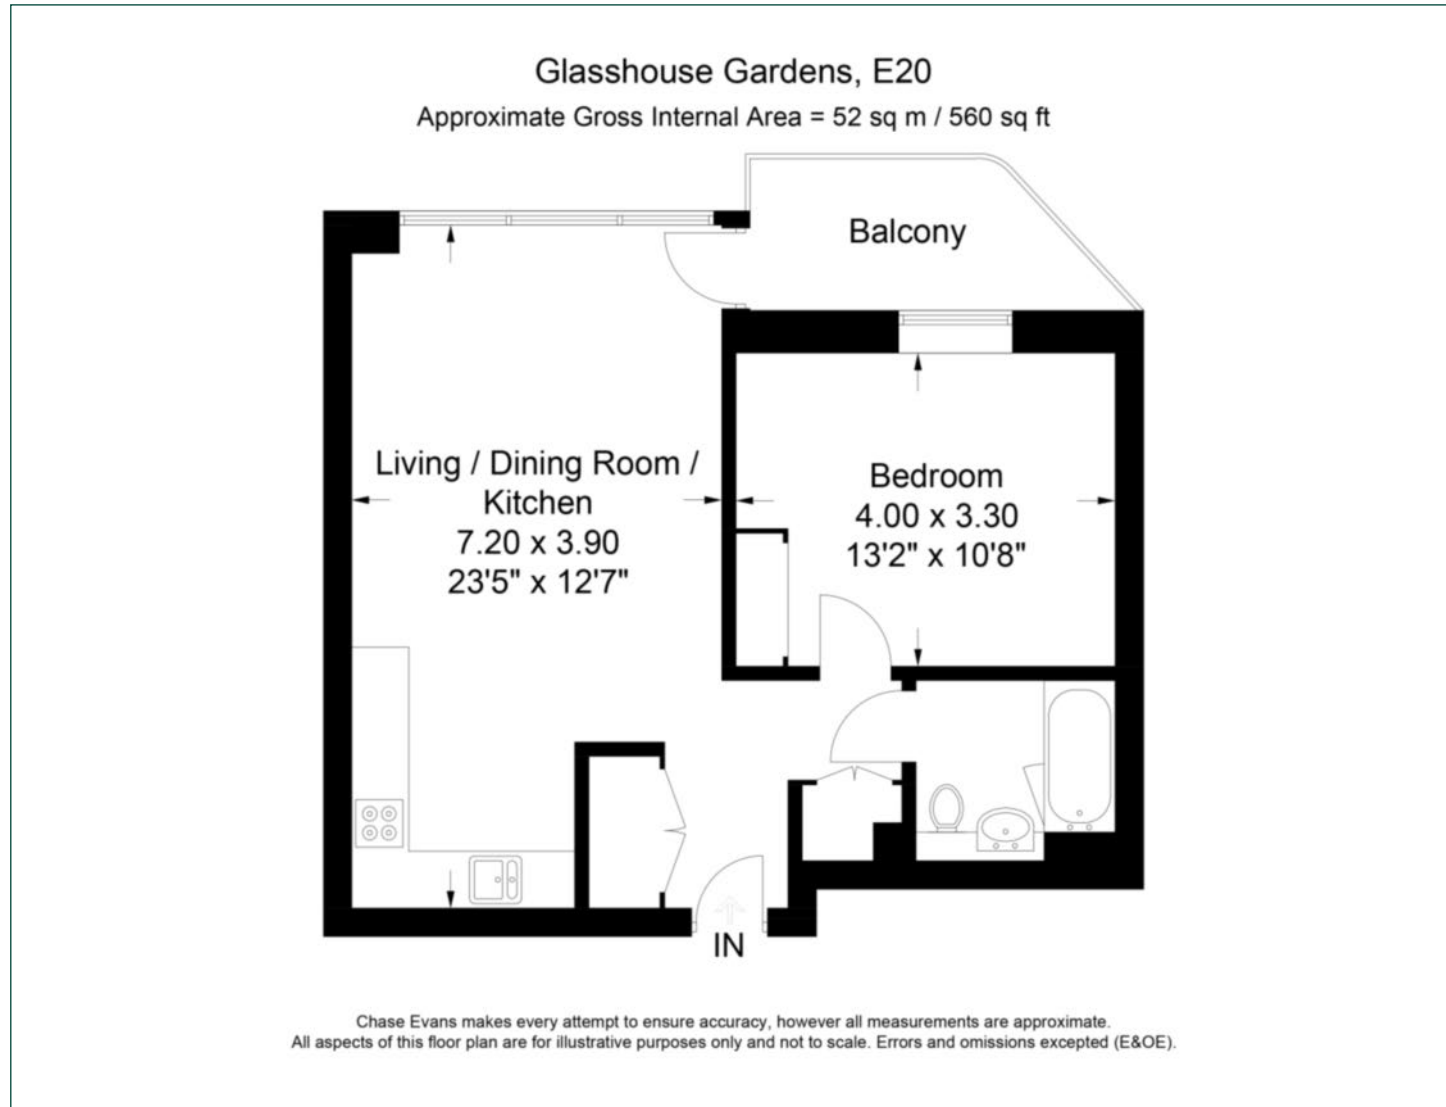 Glasshouse Gardens, E20
Approximate Gross Internal Area = 52 sq m / 560 sq ft
Balcony
Living / Dining Room /
Kitchen
7.20 x 3.90
23'5" x 12'7"
Bedroom
4.00 x 3.30
13'2" x 10'8"
IN
Chase Evans makes every attempt to ensure accuracy, however all measurements are approximate.
All aspects of this floor plan are for illustrative purposes only and not to scale. Errors and omissions excepted (E&OE).